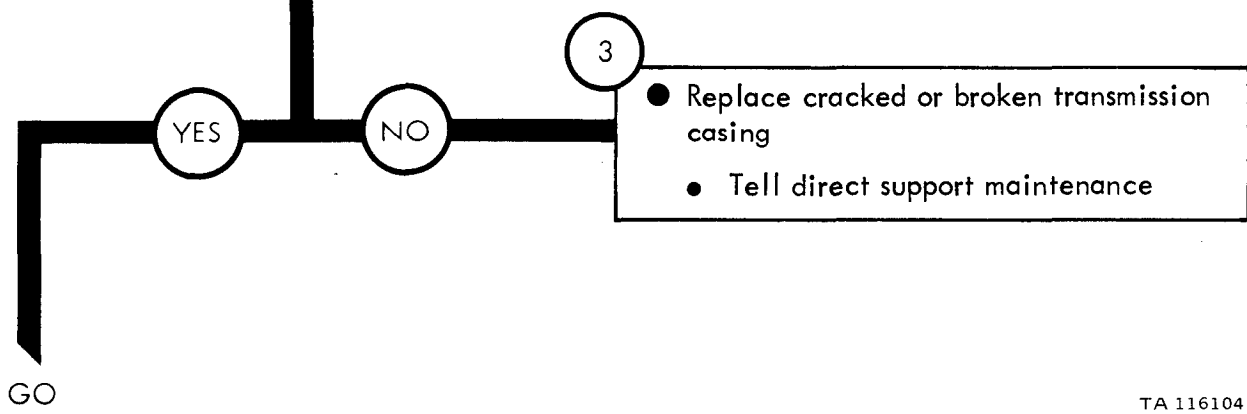 3
● Replace cracked or broken transmission
casing
● Tell direct support maintenance
YES
NO
GO
TA 116104